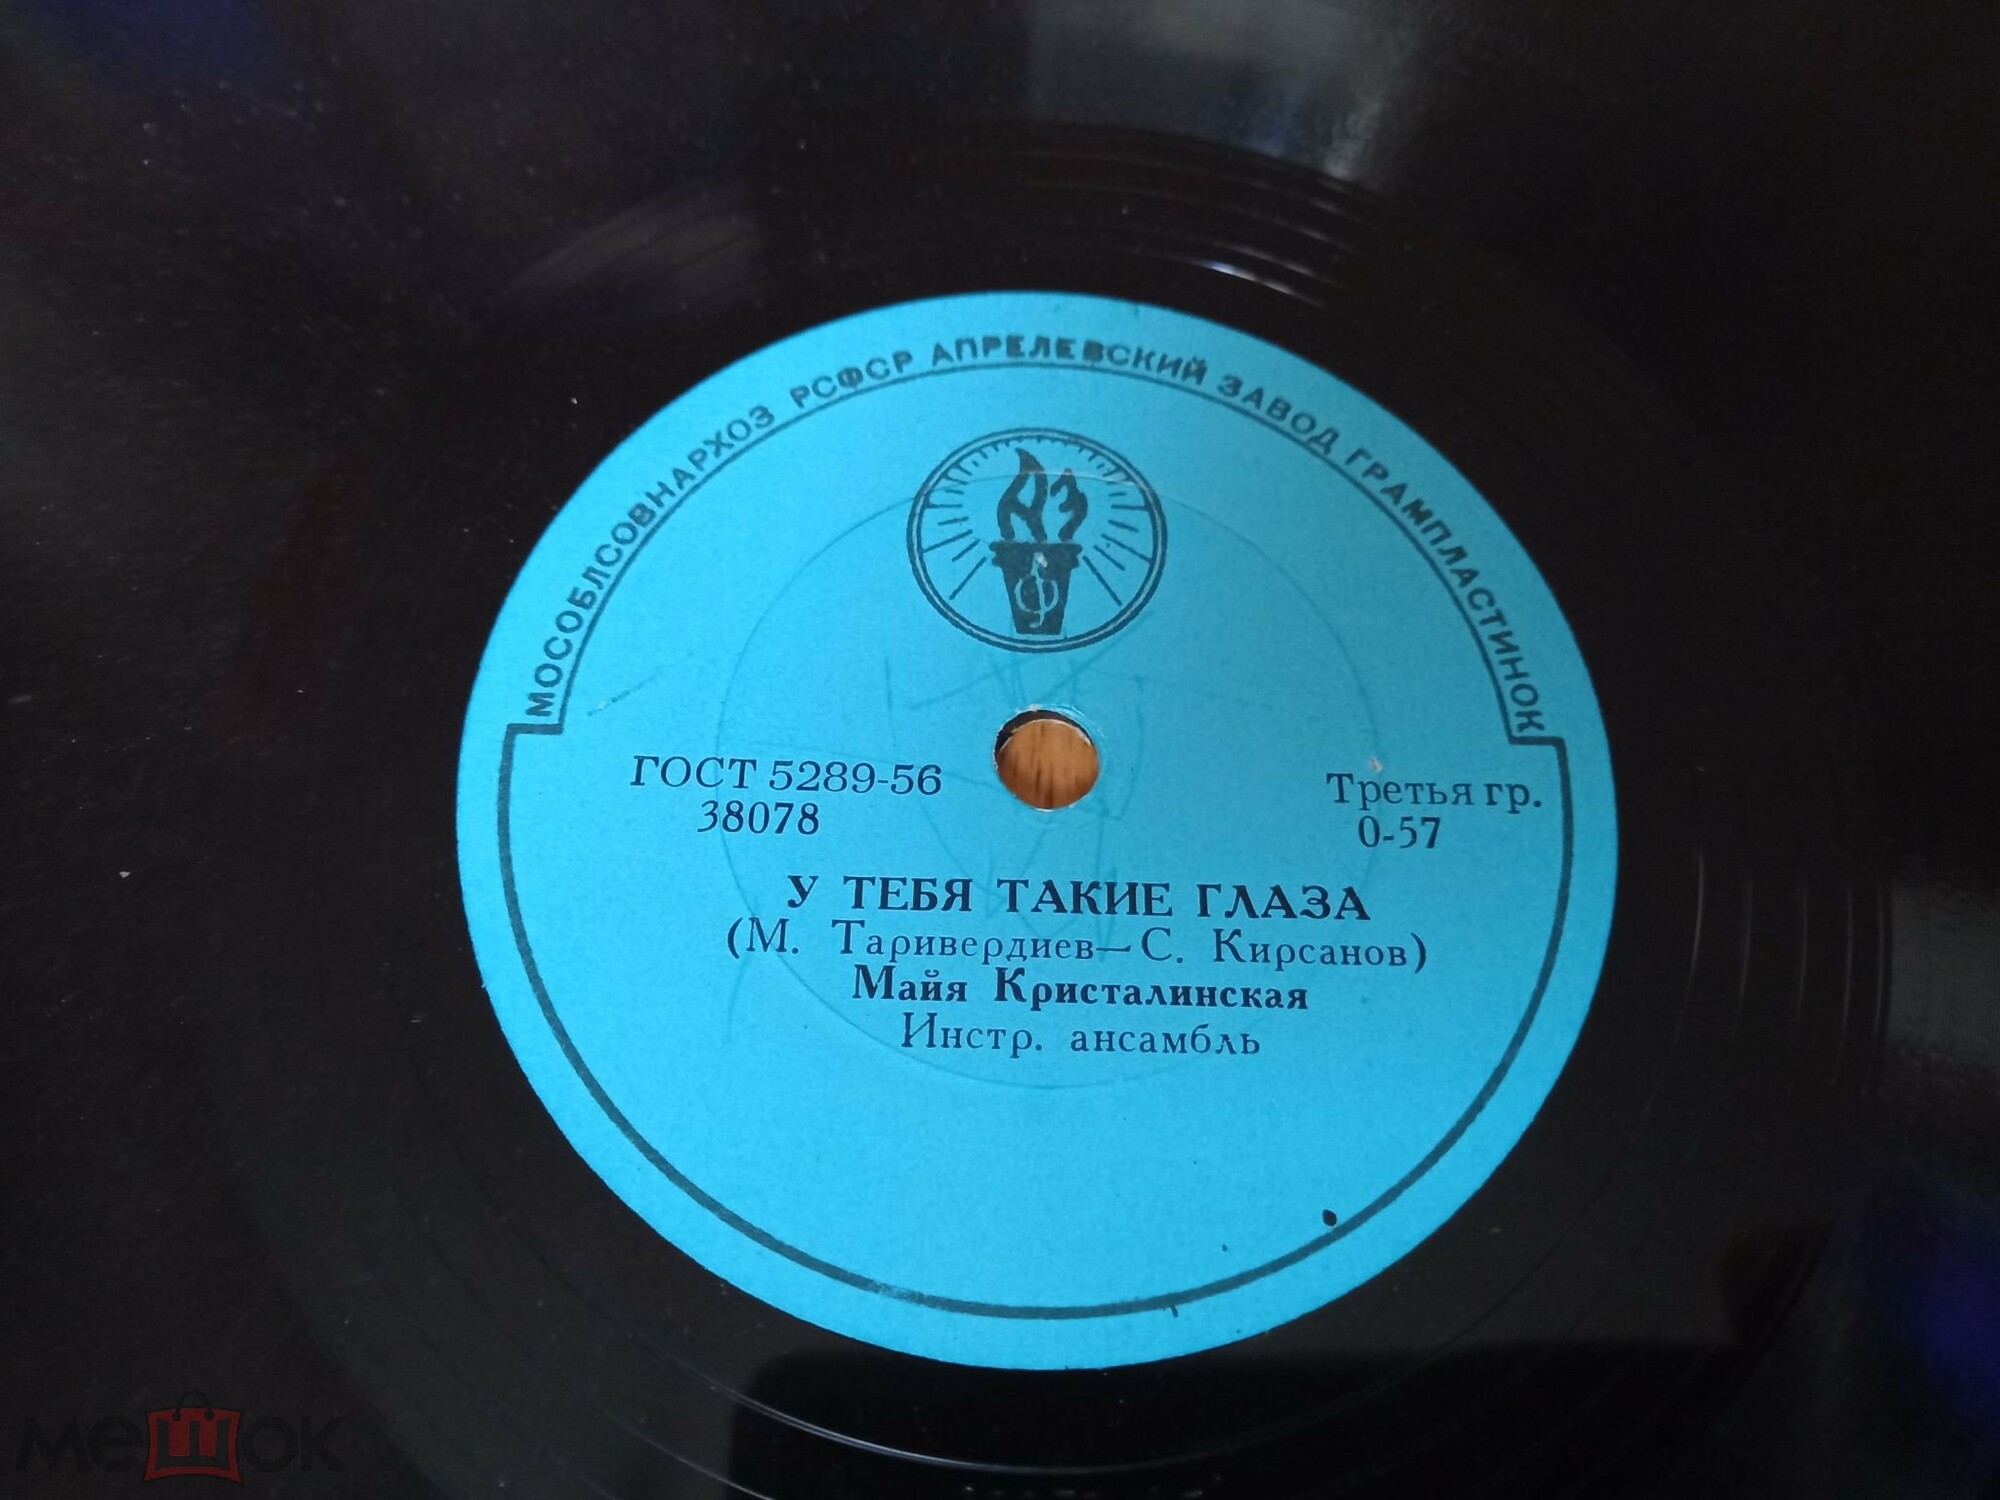 МОСОБЛСОВНАРХОЗ РСФСР АПРЕЛЕВСКИЙ ЗАВОД ГРАМПЛАСТИНОК
АЗ
ГОСТ 5289-56
38078
Третья гр.
0-57
У ТЕБЯ ТАКИЕ ГЛАЗА
(М. Таривердиев—С. Кирсанов)
Майя Кристалинская
Инстр. ансамбль
мешок